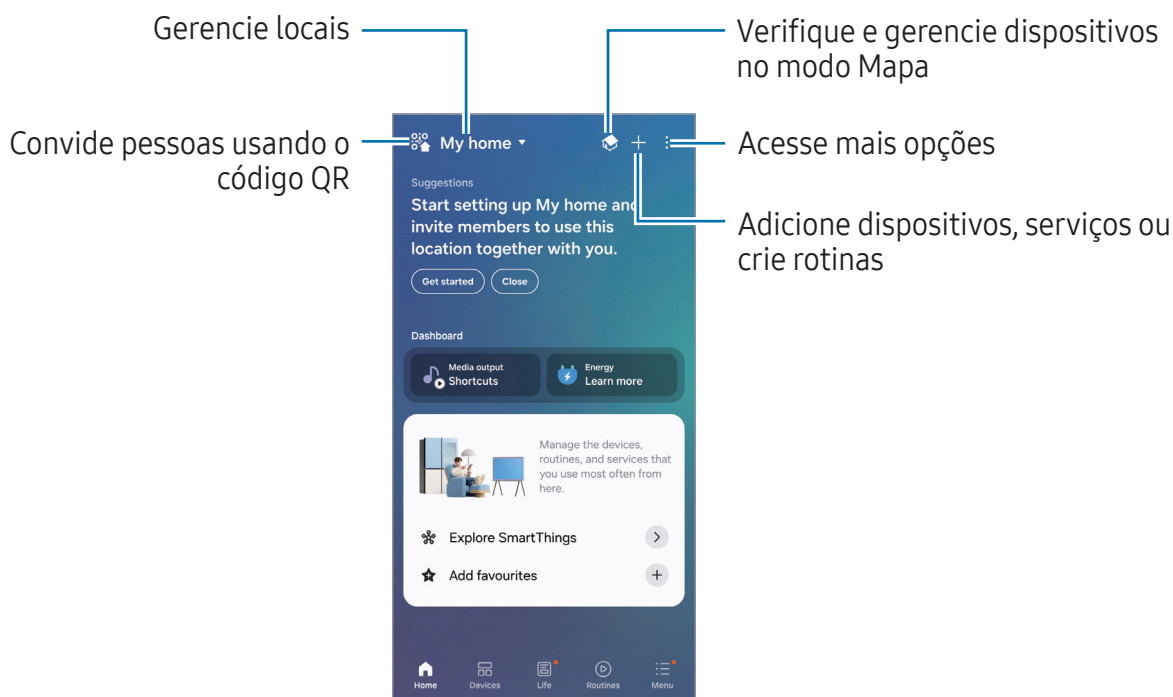 Gerencie locais
Verifique e gerencie dispositivos
no modo Mapa
Convide pessoas usando o
código QR
My home
Acesse mais opções
Adicione dispositivos, serviços ou
crie rotinas
Suggestions
Start setting up My home and
invite members to use this
location together with you.
Get started
Close
Dashboard
Media output
Shortcuts
Energy
Learn more
Manage the devices,
routines, and services that
you use most often from
here.
Explore SmartThings
Add favourites
Home
Devices
Life
Routines
Menu